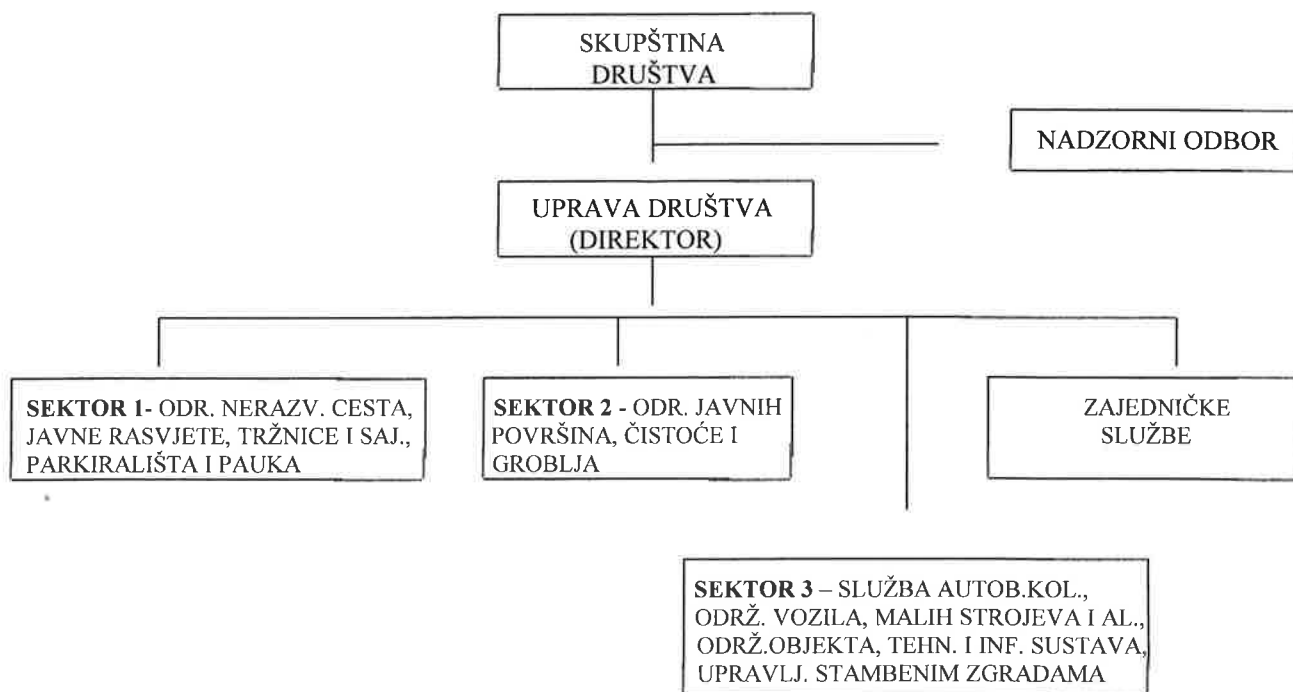 SKUPŠTINA
DRUŠTVA
NADZORNI ODBOR
UPRAVA DRUŠTVA
(DIREKTOR)
SEKTOR 1- ODR. NERAZV. CESTA,
JAVNE RASVJETE, TRŽNICE I SAJ.,
PARKIRALIŠTA I PAUKA
SEKTOR 2 - ODR. JAVNIH
POVRŠINA, ČISTOĆE I
GROBLJA
ZAJEDNIČKE
SLUŽBE
SEKTOR 3 – SLUŽBA AUTOB.KOL.,
ODRŽ. VOZILA, MALIH STROJEVA I AL.,
ODRŽ.OBJEKTA, TEHN. I INF. SUSTAVA,
UPRAVLJ. STAMBENIM ZGRADAMA